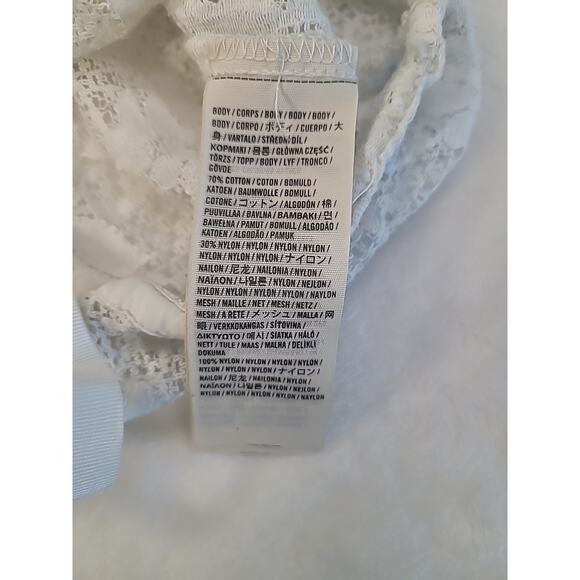 BODY / CORPS / BODY / BODY / BODY /
BODY / CORPO / ボディ / CUERPO / 大
身 / VARTALO / STŘEDNÍ DÍL /
ΚΟΡΜΑΚΙ / 몸통 / GŁÓWNA CZĘŚĆ /
TÖRZS / TOPP / BODY / LYF / TRONCO /
GÖVDE
70% COTTON / COTON / BOMULD /
KATOEN / BAUMWOLLE / BOMULL /
COTONE / コットン / ALGODÓN / 棉 /
PUUVILLAA / BAVLNA / ΒΑΜΒΑΚΙ / 면 /
BAWEŁNA / PAMUT / BOMULL / ALGODÃO /
KATOEN / ALGODÃO / PAMUK
30% NYLON / NYLON / NYLON / NYLON /
NYLON / NYLON / NYLON / ナイロン /
NAILON / 尼龙 / NAILONIA / NYLON /
ΝΑΪΛΟΝ / 나일론 / NYLON / NEJLON /
NYLON / NYLON / NYLON / NYLON / NAYLON
MESH / MAILLE / NET / MESH / NETZ /
MESH / A RETE / メッシュ / MALLA / 网
眼 / VERKKOKANGAS / SÍŤOVINA /
ΔΙΚΤΥΩΤΟ / 메시 / SIATKA / HÁLÓ /
NETT / TULE / MAAS / MALHA / DELİKLİ
DOKUMA
100% NYLON / NYLON / NYLON / NYLON /
NYLON / NYLON / NYLON / ナイロン /
NAILON / 尼龙 / NAILONIA / NYLON /
ΝΑΪΛΟΝ / 나일론 / NYLON / NEJLON /
NYLON / NYLON / NYLON / NYLON / NAYLON